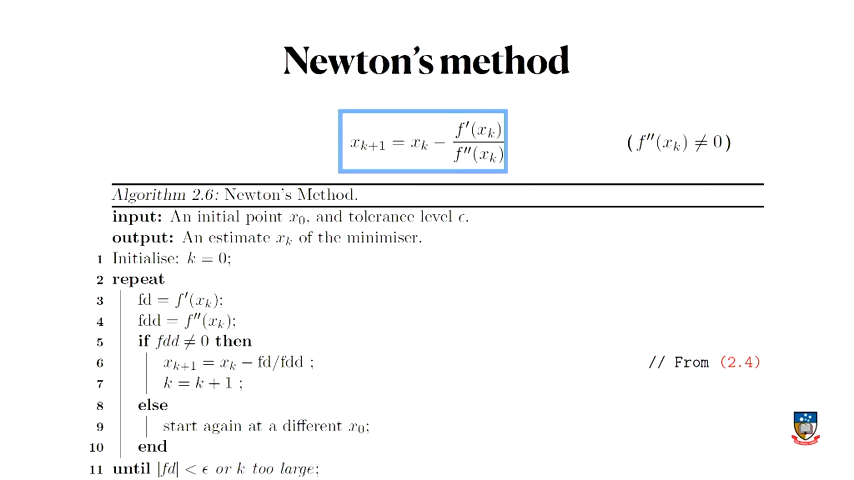 Newton's method
x_{k+1} = x_k − f′(x_k) / f″(x_k)    (f″(x_k) ≠ 0)
Algorithm 2.6: Newton's Method.
input: An initial point x_0, and tolerance level ϵ.
output: An estimate x_k of the minimiser.
1 Initialise: k = 0;
2 repeat
3 fd = f′(x_k);
4 fdd = f″(x_k);
5 if fdd ≠ 0 then
6 x_{k+1} = x_k − fd/fdd ; // From (2.4)
7 k = k + 1 ;
8 else
9 start again at a different x_0;
10 end
11 until |fd| < ϵ or k too large;